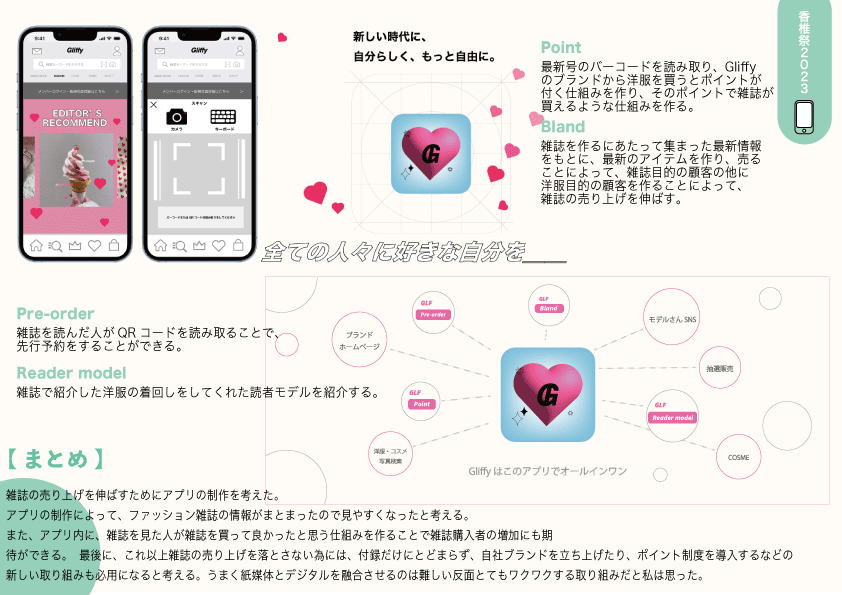 9:41
Gliffy
EDITOR'S
RECOMMEND
9:41
Gliffy
メンバーログイン・新規会員登録はこちら
スキャン
カメラ
キーボード
新しい時代に、
自分らしく、もっと自由に。
G
全ての人々に好きな自分を____
Point
最新号のバーコードを読み取り、Gliffy
のブランドから洋服を買うとポイントが
付く仕組みを作り、そのポイントで雑誌が
買えるような仕組みを作る。
Bland
雑誌を作るにあたって集まった最新情報
をもとに、最新のアイテムを作り、売る
ことによって、雑誌目的の顧客の他に
洋服目的の顧客を作ることによって、
雑誌の売り上げを伸ばす。
香椎祭2023
Pre-order
雑誌を読んだ人がQRコードを読み取ることで、
先行予約をすることができる。
Reader model
雑誌で紹介した洋服の着回しをしてくれた読者モデルを紹介する。
ブランド
ホームページ
GLF
Pre-order
GLF
Bland
モデルさん SNS
抽選販売
GLF
Point
GLF
Reader model
洋服・コスメ
写真検索
COSME
G
Gliffy はこのアプリでオールインワン
【まとめ】
雑誌の売り上げを伸ばすためにアプリの制作を考えた。
アプリの制作によって、ファッション雑誌の情報がまとまったので見やすくなったと考える。
また、アプリ内に、雑誌を見た人が雑誌を買って良かったと思う仕組みを作ることで雑誌購入者の増加にも期
待ができる。 最後に、これ以上雑誌の売り上げを落とさない為には、付録だけにとどまらず、自社ブランドを立ち上げたり、ポイント制度を導入するなどの
新しい取り組みも必用になると考える。うまく紙媒体とデジタルを融合させるのは難しい反面とてもワクワクする取り組みだと私は思った。